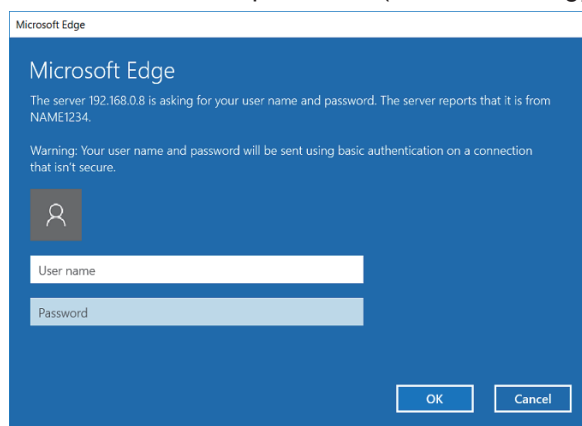 Microsoft Edge
Microsoft Edge
The server 192.168.0.8 is asking for your user name and password. The server reports that it is from
NAME1234.
Warning: Your user name and password will be sent using basic authentication on a connection
that isn't secure.
User name
Password
OK
Cancel